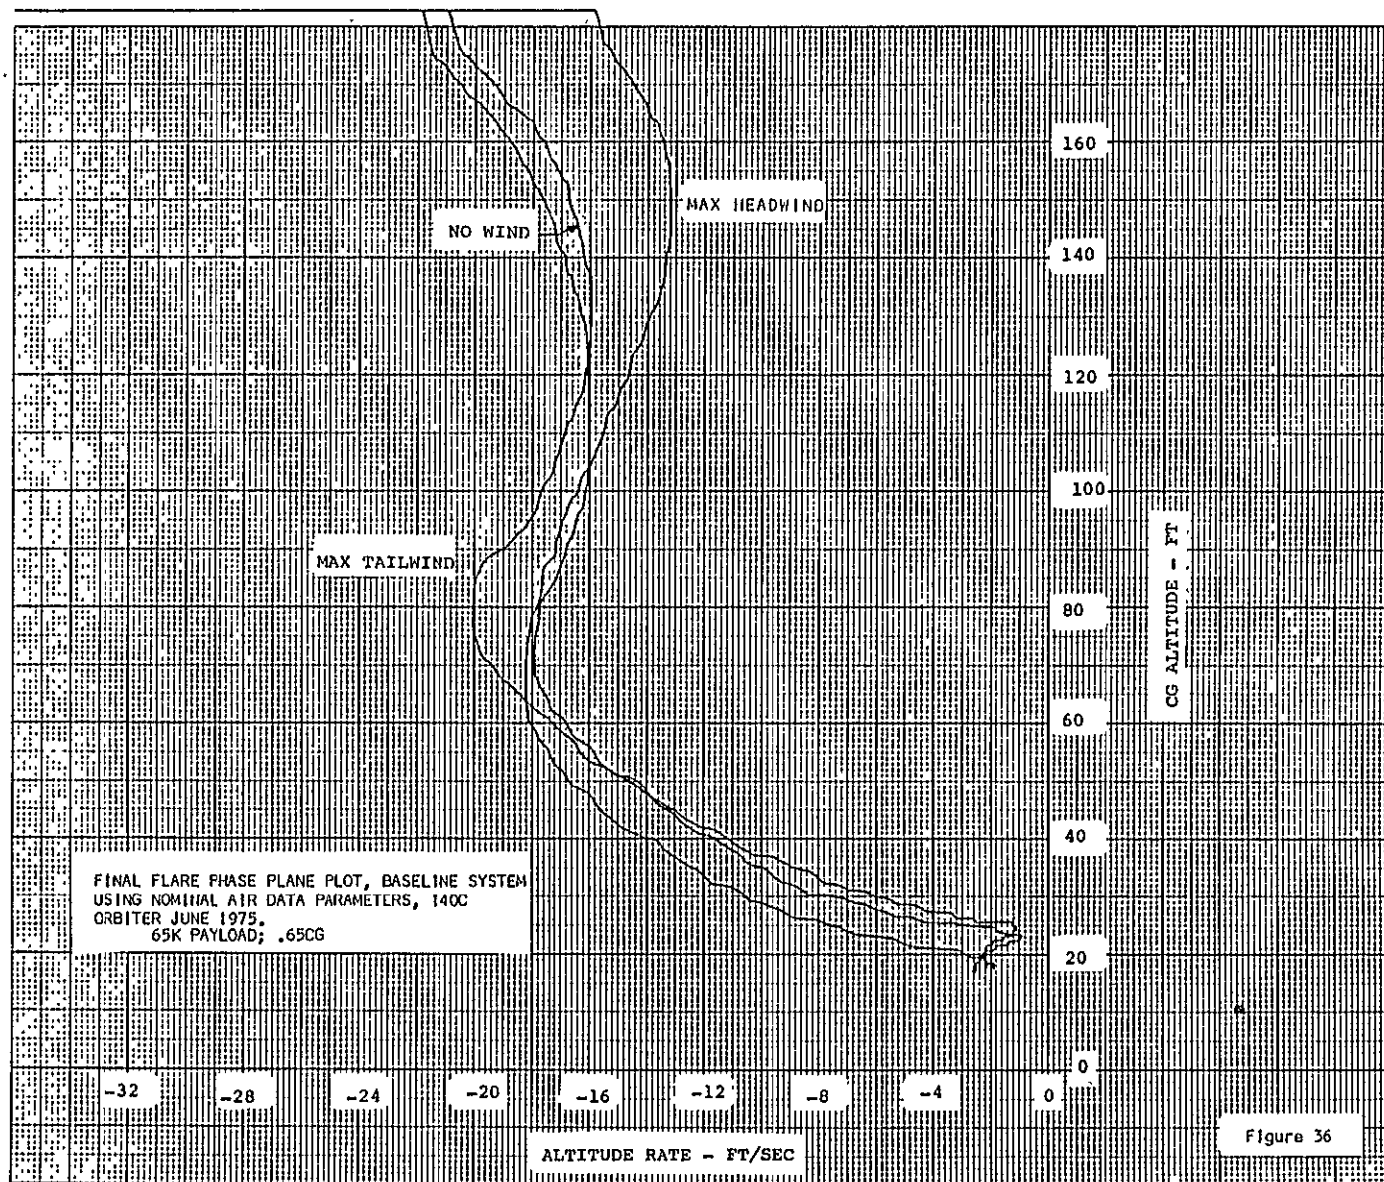 160
MAX HEADWIND
NO WIND
140
120
100
CG ALTITUDE - FT
MAX TAILWIND
80
60
40
FINAL FLARE PHASE PLANE PLOT, BASELINE SYSTEM
USING NOMINAL AIR DATA PARAMETERS, 140C
ORBITER JUNE 1975.
65K PAYLOAD; .65CG
20
0
-32 -28 -24 -20 -16 -12 -8 -4 0
ALTITUDE RATE - FT/SEC
Figure 36